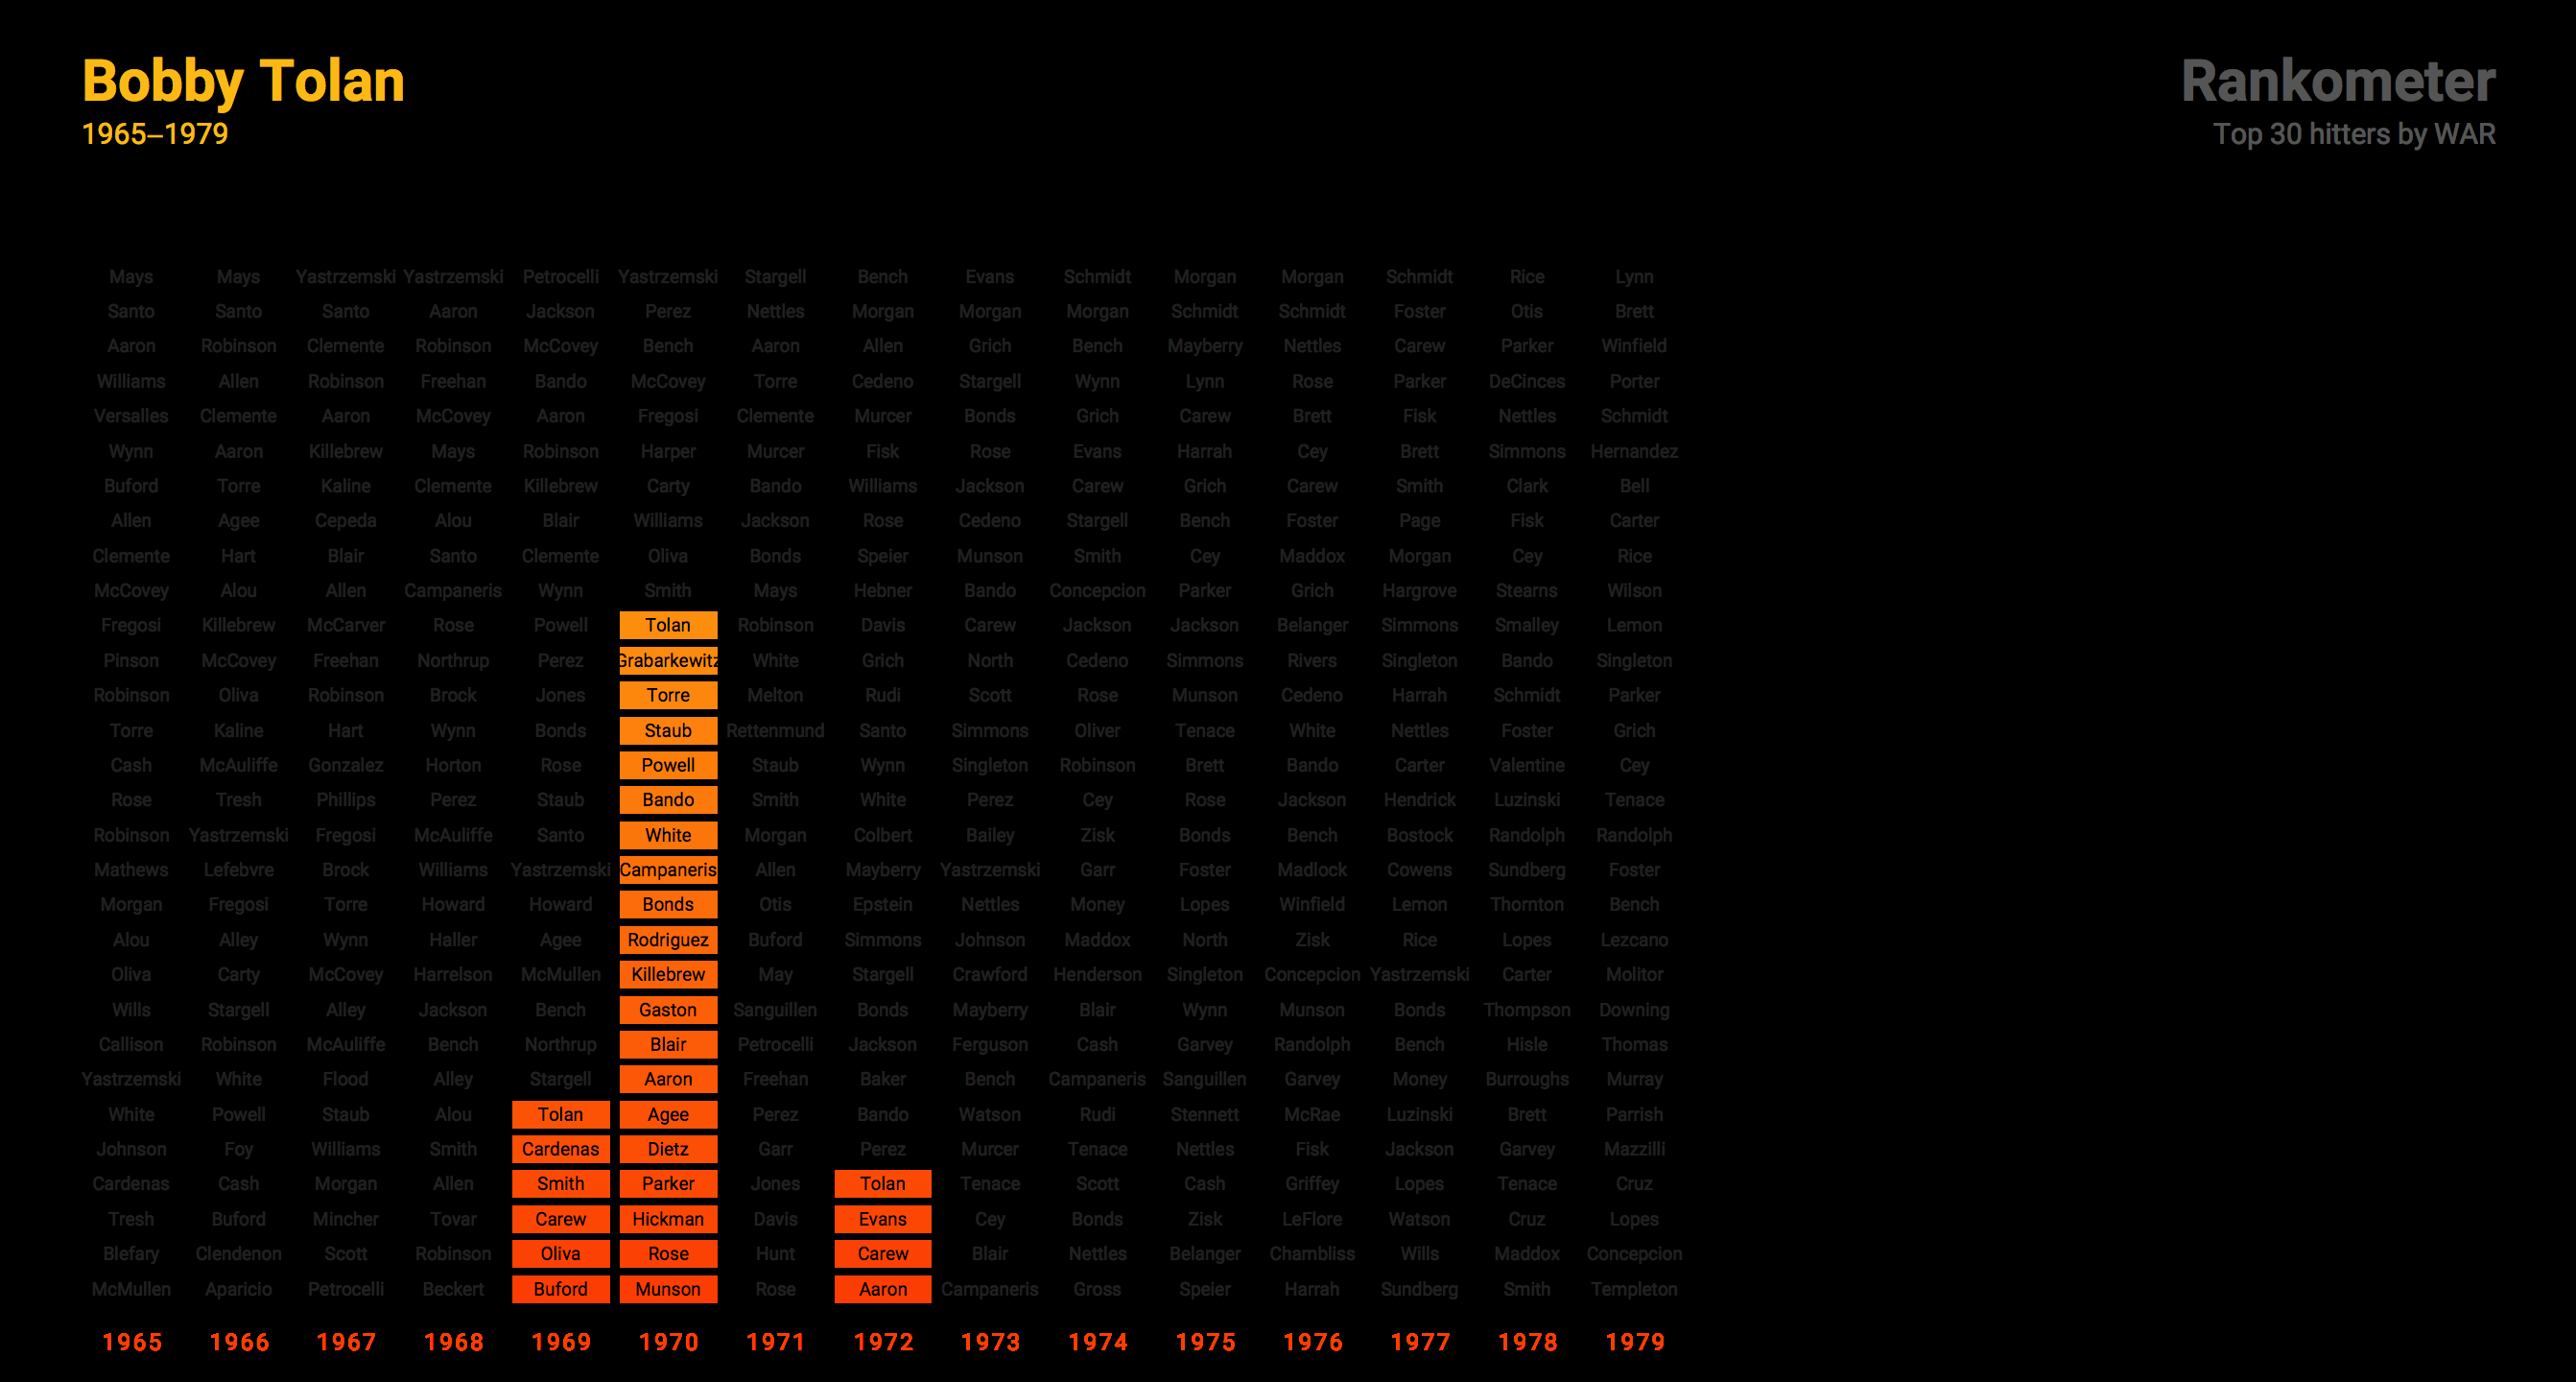 Bobby Tolan
1965–1979
Rankometer
Top 30 hitters by WAR
Mays Mays Yastrzemski Yastrzemski Petrocelli Yastrzemski Stargell Bench Evans Schmidt Morgan Morgan Schmidt Rice Lynn
Santo Santo Santo Aaron Jackson Perez Nettles Morgan Morgan Morgan Schmidt Schmidt Foster Otis Brett
Aaron Robinson Clemente Robinson McCovey Bench Aaron Allen Grich Bench Mayberry Nettles Carew Parker Winfield
Williams Allen Robinson Freehan Bando McCovey Torre Cedeno Stargell Wynn Lynn Rose Parker DeCinces Porter
Versalles Clemente Aaron McCovey Aaron Fregosi Clemente Murcer Bonds Grich Carew Brett Fisk Nettles Schmidt
Wynn Aaron Killebrew Mays Robinson Harper Murcer Fisk Rose Evans Harrah Cey Brett Simmons Hernandez
Buford Torre Kaline Clemente Killebrew Carty Bando Williams Jackson Carew Grich Carew Smith Clark Bell
Allen Agee Cepeda Alou Blair Williams Jackson Rose Cedeno Stargell Bench Foster Page Fisk Carter
Clemente Hart Blair Santo Clemente Oliva Bonds Speier Munson Smith Cey Maddox Morgan Cey Rice
McCovey Alou Allen Campaneris Wynn Smith Mays Hebner Bando Concepcion Parker Grich Hargrove Stearns Wilson
Fregosi Killebrew McCarver Rose Powell Tolan Robinson Davis Carew Jackson Jackson Belanger Simmons Smalley Lemon
Pinson McCovey Freehan Northrup Perez Grabarkewitz White Grich North Cedeno Simmons Rivers Singleton Bando Singleton
Robinson Oliva Robinson Brock Jones Torre Melton Rudi Scott Rose Munson Cedeno Harrah Schmidt Parker
Torre Kaline Hart Wynn Bonds Staub Rettenmund Santo Simmons Oliver Tenace White Nettles Foster Grich
Cash McAuliffe Gonzalez Horton Rose Powell Staub Wynn Singleton Robinson Brett Bando Carter Valentine Cey
Rose Tresh Phillips Perez Staub Bando Smith White Perez Cey Rose Jackson Hendrick Luzinski Tenace
Robinson Yastrzemski Fregosi McAuliffe Santo White Morgan Colbert Bailey Zisk Bonds Bench Bostock Randolph Randolph
Mathews Lefebvre Brock Williams Yastrzemski Campaneris Allen Mayberry Yastrzemski Garr Foster Madlock Cowens Sundberg Foster
Morgan Fregosi Torre Howard Howard Bonds Otis Epstein Nettles Money Lopes Winfield Lemon Thornton Bench
Alou Alley Wynn Haller Agee Rodriguez Buford Simmons Johnson Maddox North Zisk Rice Lopes Lezcano
Oliva Carty McCovey Harrelson McMullen Killebrew May Stargell Crawford Henderson Singleton Concepcion Yastrzemski Carter Molitor
Wills Stargell Alley Jackson Bench Gaston Sanguillen Bonds Mayberry Blair Wynn Munson Bonds Thompson Downing
Callison Robinson McAuliffe Bench Northrup Blair Petrocelli Jackson Ferguson Cash Garvey Randolph Bench Hisle Thomas
Yastrzemski White Flood Alley Stargell Aaron Freehan Baker Bench Campaneris Sanguillen Garvey Money Burroughs Murray
White Powell Staub Alou Tolan Agee Perez Bando Watson Rudi Stennett McRae Luzinski Brett Parrish
Johnson Foy Williams Smith Cardenas Dietz Garr Perez Murcer Tenace Nettles Fisk Jackson Garvey Mazzilli
Cardenas Cash Morgan Allen Smith Parker Jones Tolan Tenace Scott Cash Griffey Lopes Tenace Cruz
Tresh Buford Mincher Tovar Carew Hickman Davis Evans Cey Bonds Zisk LeFlore Watson Cruz Lopes
Blefary Clendenon Scott Robinson Oliva Rose Hunt Carew Blair Nettles Belanger Chambliss Wills Maddox Concepcion
McMullen Aparicio Petrocelli Beckert Buford Munson Rose Aaron Campaneris Gross Speier Harrah Sundberg Smith Templeton
1965 1966 1967 1968 1969 1970 1971 1972 1973 1974 1975 1976 1977 1978 1979